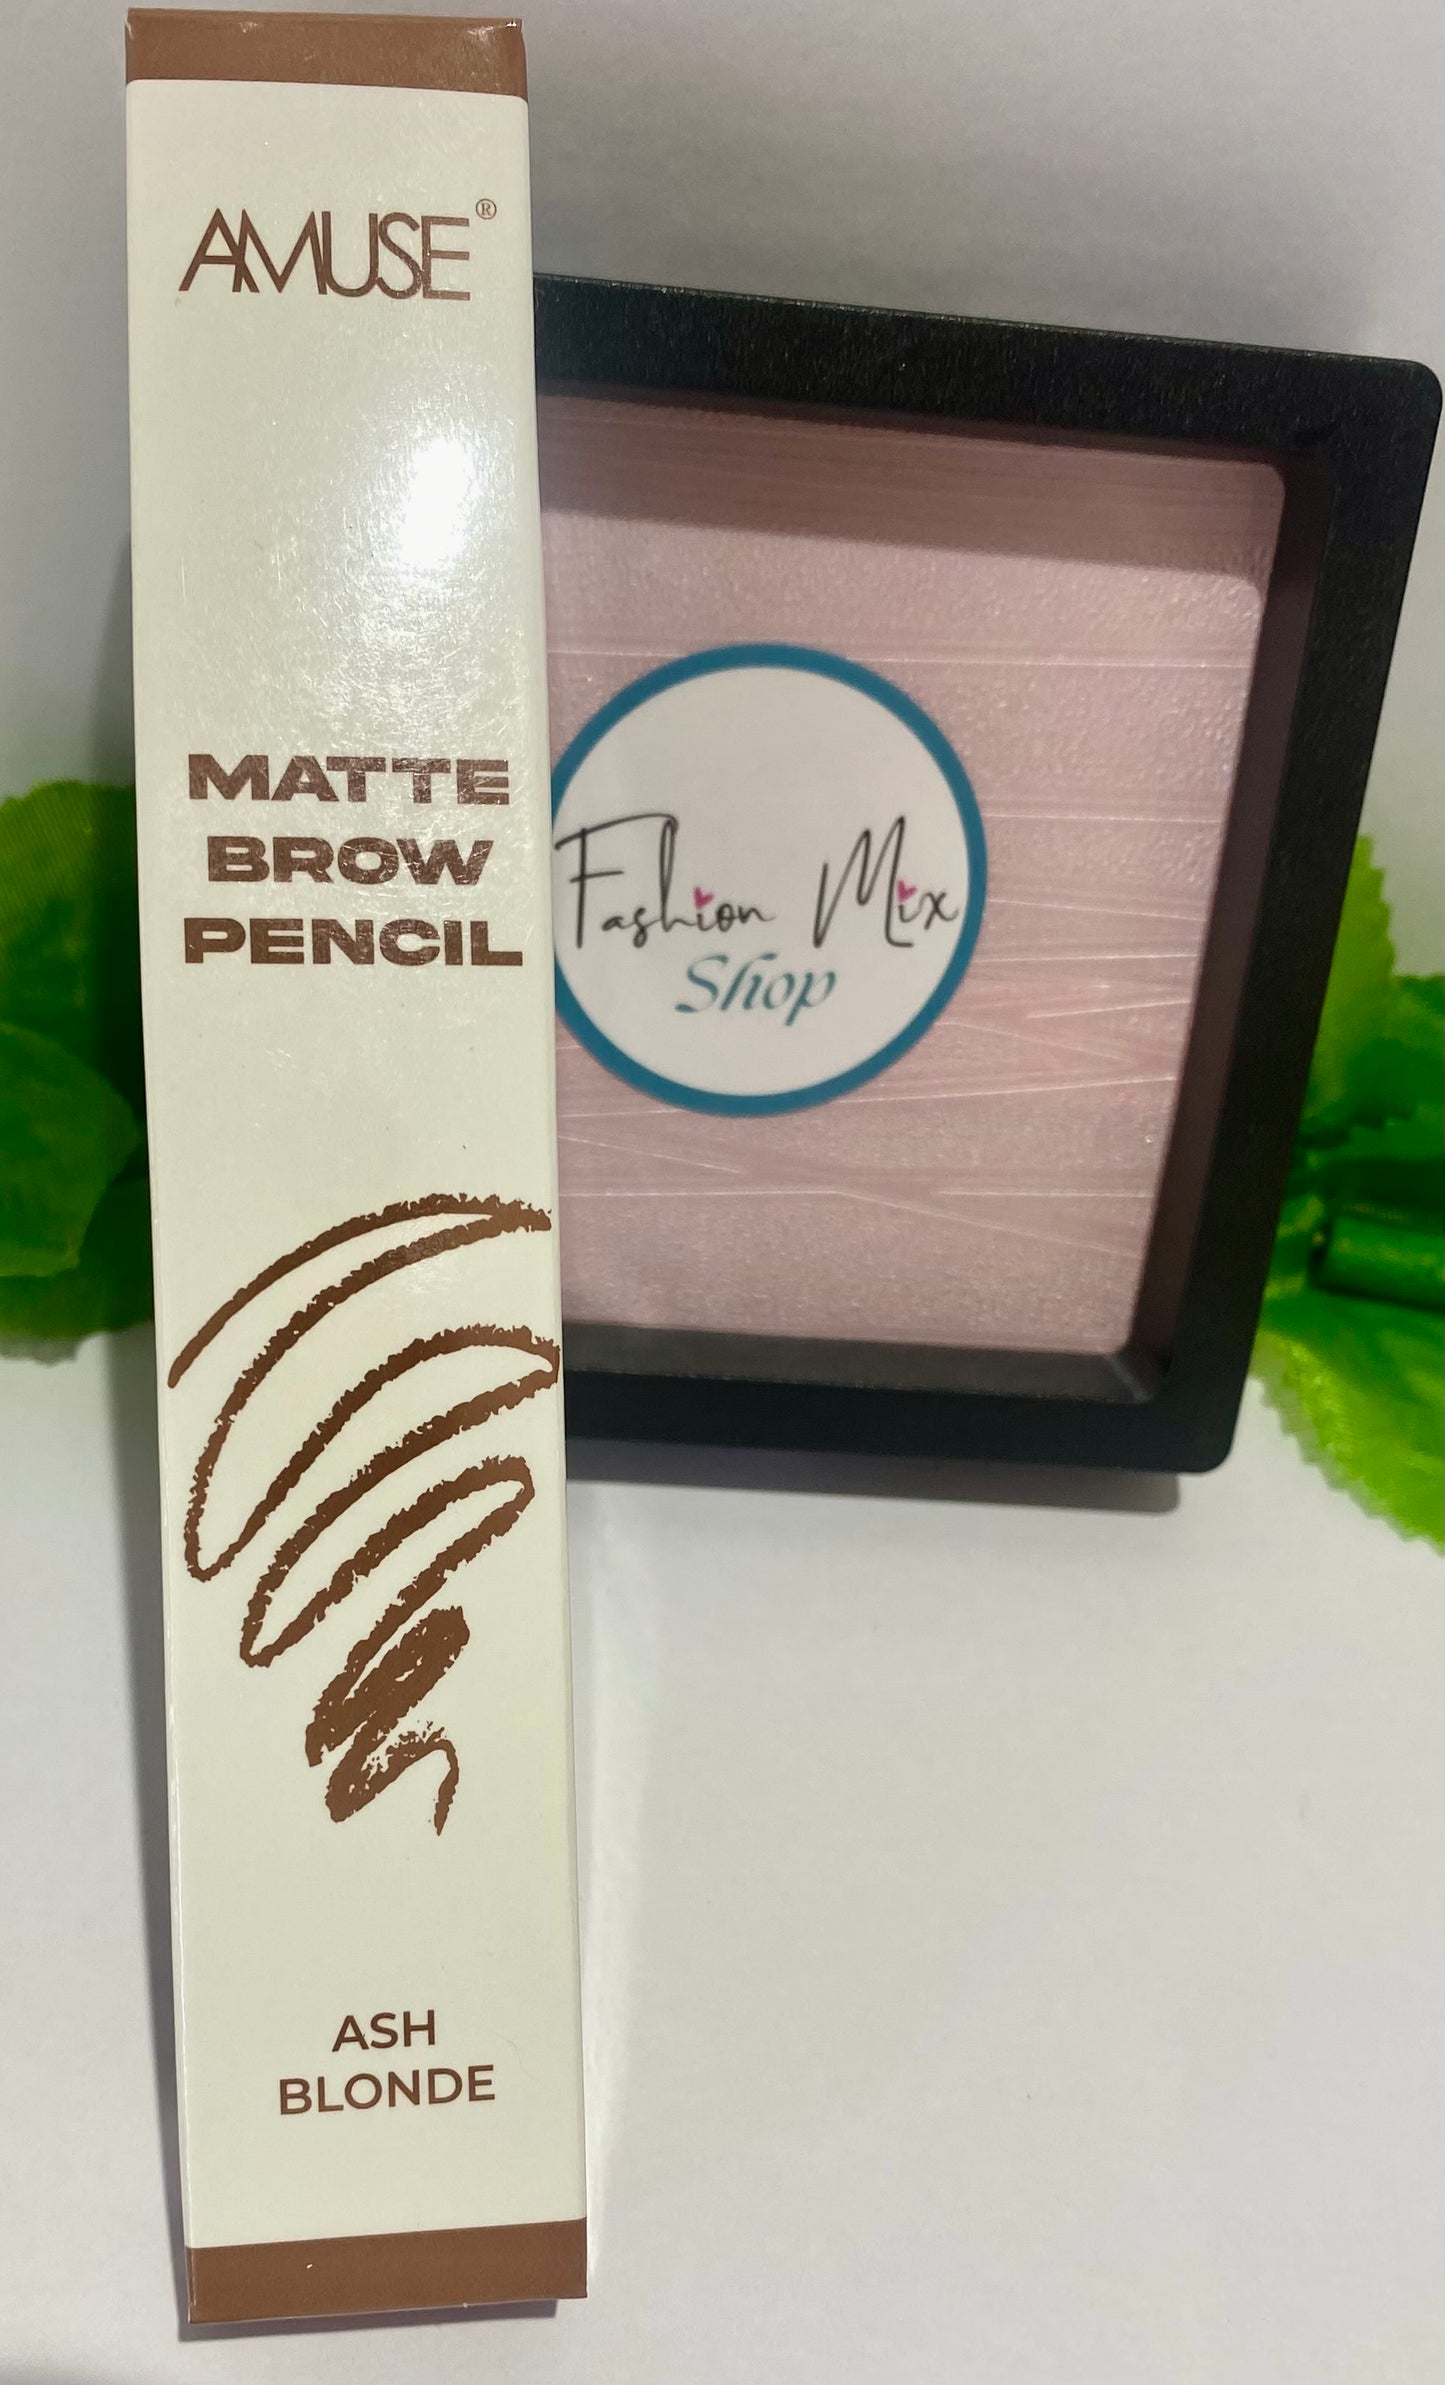 AMUSE®
MATTE
BROW
PENCIL
ASH
BLONDE
Fashion Mix
Shop